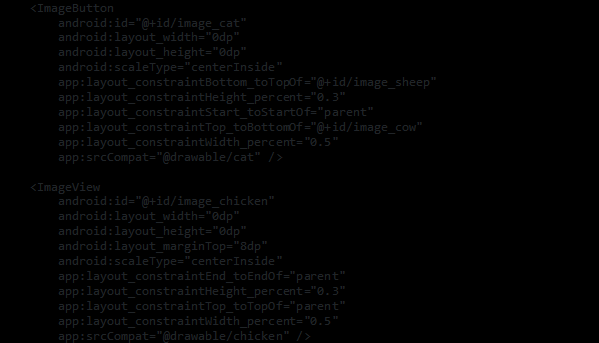 <ImageButton
android:id="@+id/image_cat"
android:layout_width="0dp"
android:layout_height="0dp"
android:scaleType="centerInside"
app:layout_constraintBottom_toTopOf="@+id/image_sheep"
app:layout_constraintHeight_percent="0.3"
app:layout_constraintStart_toStartOf="parent"
app:layout_constraintTop_toBottomOf="@+id/image_cow"
app:layout_constraintWidth_percent="0.5"
app:srcCompat="@drawable/cat" />
<ImageView
android:id="@+id/image_chicken"
android:layout_width="0dp"
android:layout_height="0dp"
android:layout_marginTop="8dp"
android:scaleType="centerInside"
app:layout_constraintEnd_toEndOf="parent"
app:layout_constraintHeight_percent="0.3"
app:layout_constraintTop_toTopOf="parent"
app:layout_constraintWidth_percent="0.5"
app:srcCompat="@drawable/chicken" />